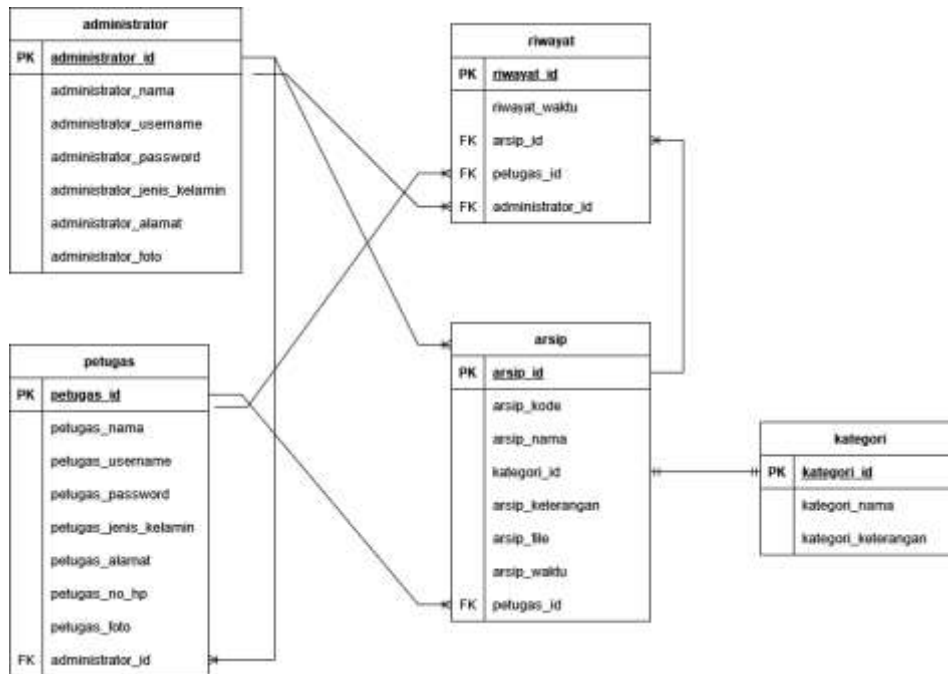 administrator
PK administrator_id
administrator_nama
administrator_username
administrator_password
administrator_jenis_kelamin
administrator_alamat
administrator_foto
riwayat
PK riwayat_id
riwayat_waktu
FK arsip_id
FK petugas_id
FK administrator_id
petugas
PK petugas_id
petugas_nama
petugas_username
petugas_password
petugas_jenis_kelamin
petugas_alamat
petugas_no_hp
petugas_foto
FK administrator_id
arsip
PK arsip_id
arsip_kode
arsip_nama
kategori_id
arsip_keterangan
arsip_file
arsip_waktu
FK petugas_id
kategori
PK kategori_id
kategori_nama
kategori_keterangan